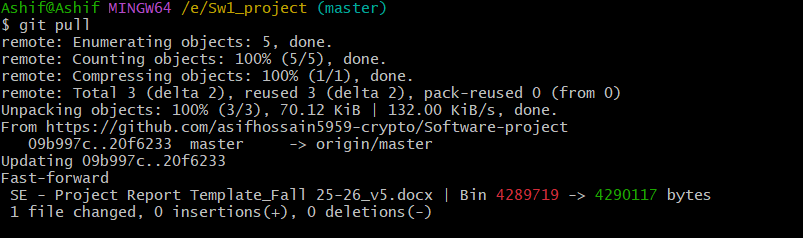 Ashif@Ashif MINGW64 /e/Sw1_project (master)
$ git pull
remote: Enumerating objects: 5, done.
remote: Counting objects: 100% (5/5), done.
remote: Compressing objects: 100% (1/1), done.
remote: Total 3 (delta 2), reused 3 (delta 2), pack-reused 0 (from 0)
Unpacking objects: 100% (3/3), 70.12 KiB | 132.00 KiB/s, done.
From https://github.com/asifhossain5959-crypto/Software-project
   09b997c..20f6233  master     -> origin/master
Updating 09b997c..20f6233
Fast-forward
 SE - Project Report Template_Fall 25-26_v5.docx | Bin 4289719 -> 4290117 bytes
 1 file changed, 0 insertions(+), 0 deletions(-)